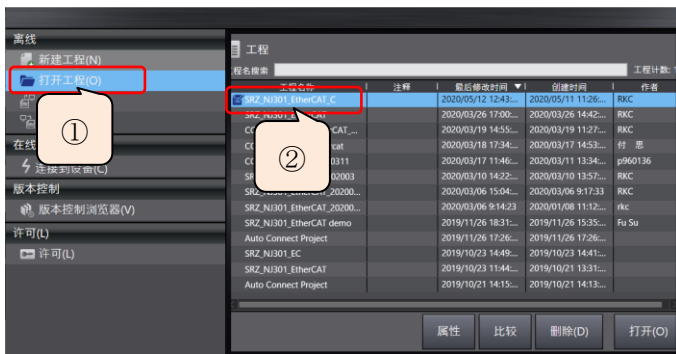 离线
新建工程(N)
打开工程(O)
①
在线
连接到设备(C)
版本控制
版本控制浏览器(V)
许可(L)
许可(L)
工程
程名搜索
工程计数:
工程名称 注释 最后修改时间 ▼ 创建时间 作者
SRZ_NJ301_EtherCAT_C 2020/05/12 12:43:... 2020/05/11 11:26:... RKC
SRZ_NJ301_EtherCAT 2020/03/26 17:00:... 2020/03/26 14:42:... RKC
CAT_... 2020/03/19 14:55:... 2020/03/19 11:27:... RKC
cat 2020/03/18 17:34:... 2020/03/17 14:53:... 付 思
0311 2020/03/17 11:46:... 2020/03/11 13:34:... p960136
02003 2020/03/10 14:22:... 2020/03/10 13:57:... RKC
②
SRZ_NJ301_EtherCAT_20200... 2020/03/06 15:04:... 2020/03/06 9:17:33 RKC
SRZ_NJ301_EtherCAT_20200... 2020/03/06 9:14:23 2020/01/08 11:12:... rkc
SRZ_NJ301_EtherCAT demo 2019/11/26 18:31:... 2019/11/26 15:35:... Fu Su
Auto Connect Project 2019/11/26 17:26:... 2019/11/26 17:26:...
SRZ_NJ301_EC 2019/10/23 14:49:... 2019/10/23 14:41:...
SRZ_NJ301_EtherCAT 2019/10/23 11:44:... 2019/10/21 13:31:...
Auto Connect Project 2019/10/21 14:15:... 2019/10/21 14:13:...
属性 比较 删除(D) 打开(O)